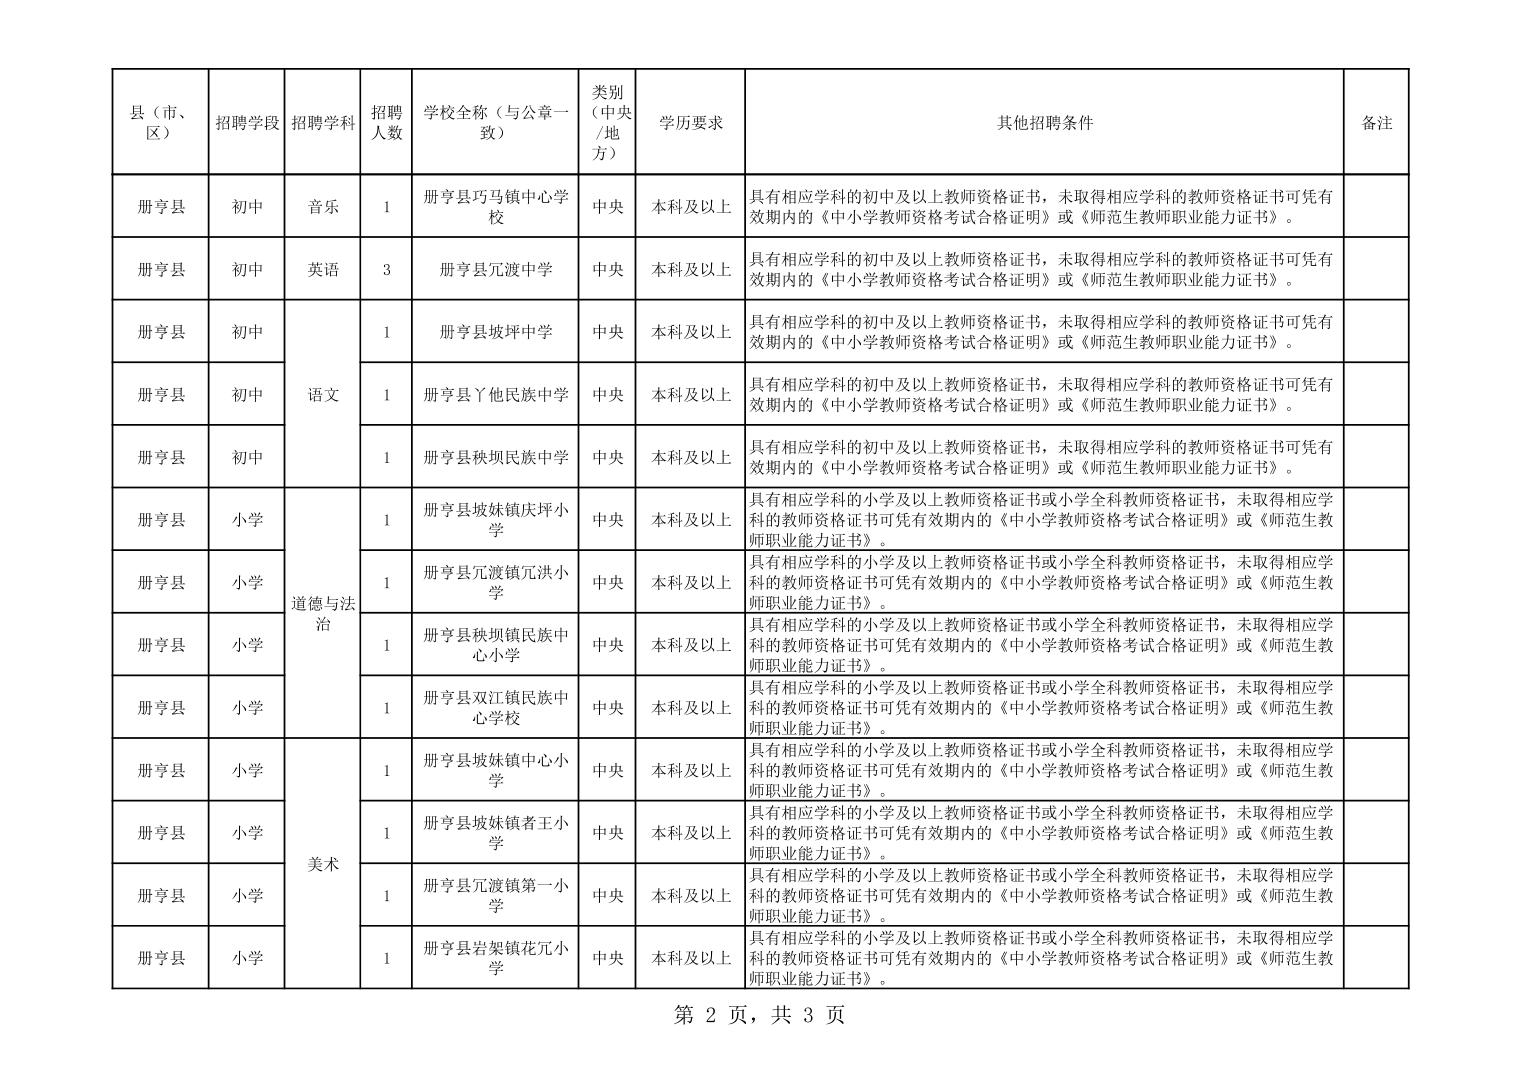 县（市、
区）
招聘学段
招聘学科
招聘
人数
学校全称（与公章一
致）
类别
（中央
/地
方）
学历要求
其他招聘条件
备注
册亨县
初中
音乐
1
册亨县巧马镇中心学
校
中央
本科及以上
具有相应学科的初中及以上教师资格证书，未取得相应学科的教师资格证书可凭有
效期内的《中小学教师资格考试合格证明》或《师范生教师职业能力证书》。
册亨县
初中
英语
3
册亨县冗渡中学
中央
本科及以上
具有相应学科的初中及以上教师资格证书，未取得相应学科的教师资格证书可凭有
效期内的《中小学教师资格考试合格证明》或《师范生教师职业能力证书》。
册亨县
初中
语文
1
册亨县坡坪中学
中央
本科及以上
具有相应学科的初中及以上教师资格证书，未取得相应学科的教师资格证书可凭有
效期内的《中小学教师资格考试合格证明》或《师范生教师职业能力证书》。
册亨县
初中
1
册亨县丫他民族中学
中央
本科及以上
具有相应学科的初中及以上教师资格证书，未取得相应学科的教师资格证书可凭有
效期内的《中小学教师资格考试合格证明》或《师范生教师职业能力证书》。
册亨县
初中
1
册亨县秧坝民族中学
中央
本科及以上
具有相应学科的初中及以上教师资格证书，未取得相应学科的教师资格证书可凭有
效期内的《中小学教师资格考试合格证明》或《师范生教师职业能力证书》。
册亨县
小学
道德与法
治
1
册亨县坡妹镇庆坪小
学
中央
本科及以上
具有相应学科的小学及以上教师资格证书或小学全科教师资格证书，未取得相应学
科的教师资格证书可凭有效期内的《中小学教师资格考试合格证明》或《师范生教
师职业能力证书》。
册亨县
小学
1
册亨县冗渡镇冗洪小
学
中央
本科及以上
具有相应学科的小学及以上教师资格证书或小学全科教师资格证书，未取得相应学
科的教师资格证书可凭有效期内的《中小学教师资格考试合格证明》或《师范生教
师职业能力证书》。
册亨县
小学
1
册亨县秧坝镇民族中
心小学
中央
本科及以上
具有相应学科的小学及以上教师资格证书或小学全科教师资格证书，未取得相应学
科的教师资格证书可凭有效期内的《中小学教师资格考试合格证明》或《师范生教
师职业能力证书》。
册亨县
小学
1
册亨县双江镇民族中
心学校
中央
本科及以上
具有相应学科的小学及以上教师资格证书或小学全科教师资格证书，未取得相应学
科的教师资格证书可凭有效期内的《中小学教师资格考试合格证明》或《师范生教
师职业能力证书》。
册亨县
小学
美术
1
册亨县坡妹镇中心小
学
中央
本科及以上
具有相应学科的小学及以上教师资格证书或小学全科教师资格证书，未取得相应学
科的教师资格证书可凭有效期内的《中小学教师资格考试合格证明》或《师范生教
师职业能力证书》。
册亨县
小学
1
册亨县坡妹镇者王小
学
中央
本科及以上
具有相应学科的小学及以上教师资格证书或小学全科教师资格证书，未取得相应学
科的教师资格证书可凭有效期内的《中小学教师资格考试合格证明》或《师范生教
师职业能力证书》。
册亨县
小学
1
册亨县冗渡镇第一小
学
中央
本科及以上
具有相应学科的小学及以上教师资格证书或小学全科教师资格证书，未取得相应学
科的教师资格证书可凭有效期内的《中小学教师资格考试合格证明》或《师范生教
师职业能力证书》。
册亨县
小学
1
册亨县岩架镇花冗小
学
中央
本科及以上
具有相应学科的小学及以上教师资格证书或小学全科教师资格证书，未取得相应学
科的教师资格证书可凭有效期内的《中小学教师资格考试合格证明》或《师范生教
师职业能力证书》。
第 2 页，共 3 页